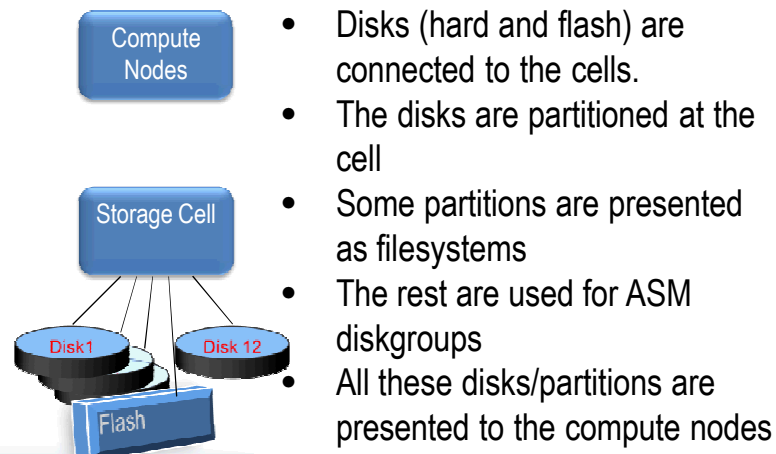 Compute
Nodes
Storage Cell
Disk1
Disk 12
Flash
• Disks (hard and flash) are
connected to the cells.
• The disks are partitioned at the
cell
• Some partitions are presented
as filesystems
• The rest are used for ASM
diskgroups
• All these disks/partitions are
presented to the compute nodes